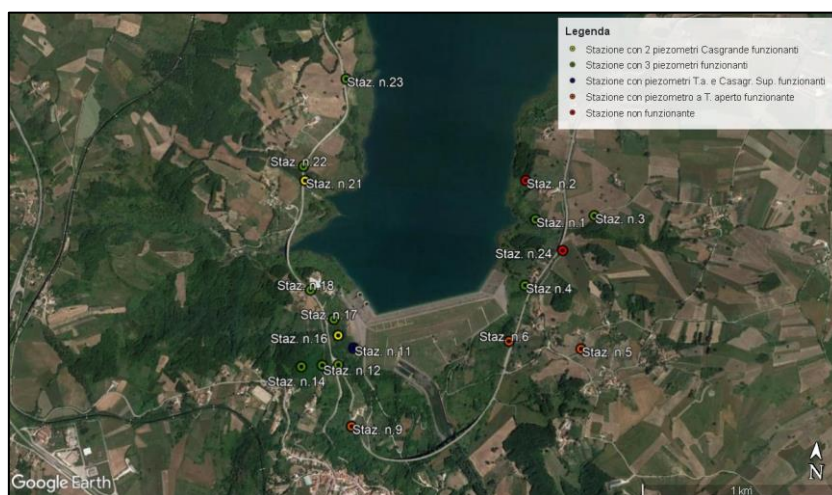 Legenda
Stazione con 2 piezometri Casgrande funzionanti
Stazione con 3 piezometri funzionanti
Stazione con piezometri T.a. e Casagr. Sup. funzionanti
Stazione con piezometro a T. aperto funzionante
Stazione non funzionante
Staz. n.23
Staz. n.22
Staz. n.21
Staz. n.2
Staz. n.1
Staz. n.3
Staz. n.24
Staz. n.18
Staz. n.4
Staz. n.17
Staz. n.16
Staz. n.6
Staz. n.11
Staz. n.5
Staz. n.12
Staz. n.14
Staz. n.9
N
Google Earth
1 km